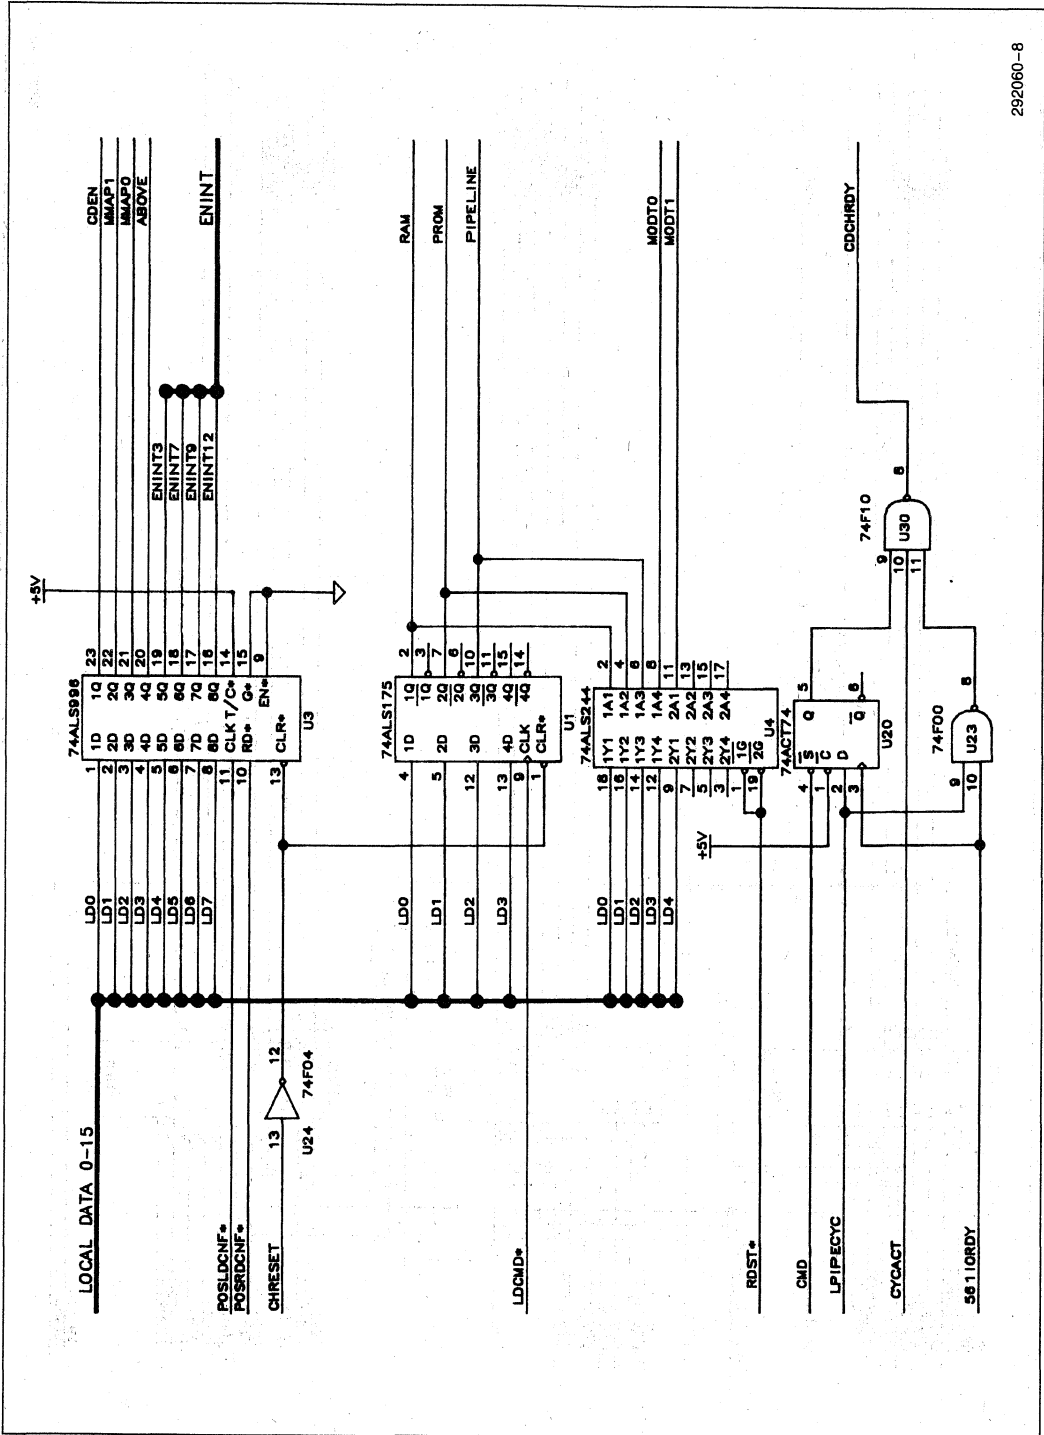 LOCAL DATA 0-15
POSLDCNF*
POSRDCNF*
CHRESET
13
U24
12
74F04
LDCMD*
RDST*
CMD
LPIPECYC
CYCACT
561IORDY
LD0
LD1
LD2
LD3
LD4
LD5
LD6
LD7
74ALS996
1 1D 1Q 23
2 2D 2Q 22
3 3D 3Q 21
4 4D 4Q 20
5 5D 5Q 19
6 6D 6Q 18
7 7D 7Q 17
8 8D 8Q 16
11 CLK T/C* 14
10 RD* G* 15
EN* 9
13 CLR*
U3
+5V
CDEN
MMAP1
MMAP0
ABOVE
ENINT3
ENINT7
ENINT9
ENINT12
ENINT
LD0
LD1
LD2
LD3
74ALS175
4 1D 1Q 2
1Q 3
5 2D 2Q 7
2Q 6
12 3D 3Q 10
3Q 11
13 4D 4Q 15
9 CLK 4Q 14
1 CLR*
U1
RAM
PROM
PIPELINE
LD0
LD1
LD2
LD3
LD4
74ALS244
18 1Y1 1A1 2
16 1Y2 1A2 4
14 1Y3 1A3 6
12 1Y4 1A4 8
9 2Y1 2A1 11
7 2Y2 2A2 13
5 2Y3 2A3 15
3 2Y4 2A4 17
1 1G
19 2G
U4
MODT0
MODT1
+5V
74ACT74
4 S Q 5
1 C
2 D
3 Q 6
U20
74F00
9
10
U23
8
74F10
9
10
11
U30
8
CDCHRDY
292060-8